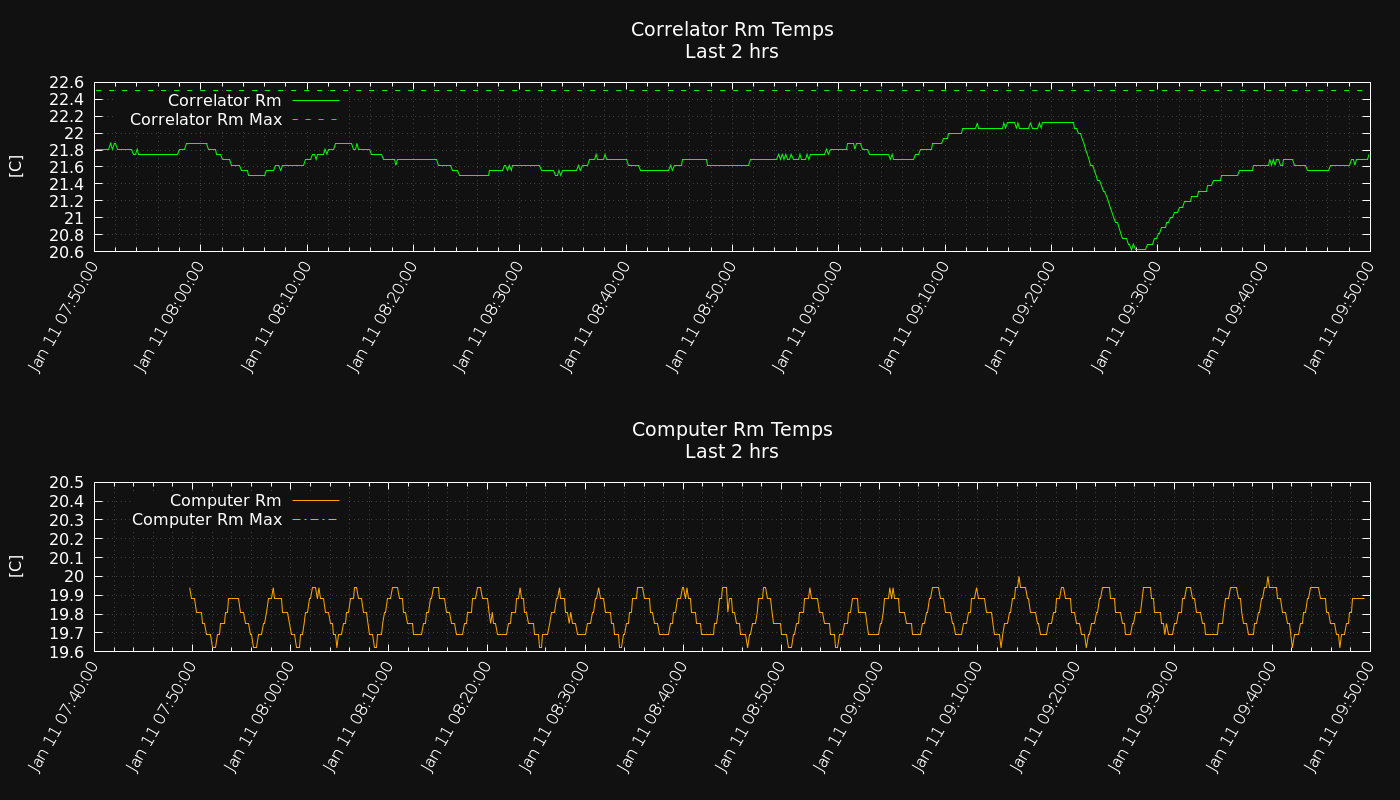 Correlator Rm Temps
Last 2 hrs
22.6
22.4
22.2
22
21.8
21.6
21.4
21.2
21
20.8
20.6
[C]
Correlator Rm
Correlator Rm Max
Jan 11 07:50:00
Jan 11 08:00:00
Jan 11 08:10:00
Jan 11 08:20:00
Jan 11 08:30:00
Jan 11 08:40:00
Jan 11 08:50:00
Jan 11 09:00:00
Jan 11 09:10:00
Jan 11 09:20:00
Jan 11 09:30:00
Jan 11 09:40:00
Jan 11 09:50:00
Computer Rm Temps
Last 2 hrs
20.5
20.4
20.3
20.2
20.1
20
19.9
19.8
19.7
19.6
[C]
Computer Rm
Computer Rm Max
Jan 11 07:40:00
Jan 11 07:50:00
Jan 11 08:00:00
Jan 11 08:10:00
Jan 11 08:20:00
Jan 11 08:30:00
Jan 11 08:40:00
Jan 11 08:50:00
Jan 11 09:00:00
Jan 11 09:10:00
Jan 11 09:20:00
Jan 11 09:30:00
Jan 11 09:40:00
Jan 11 09:50:00